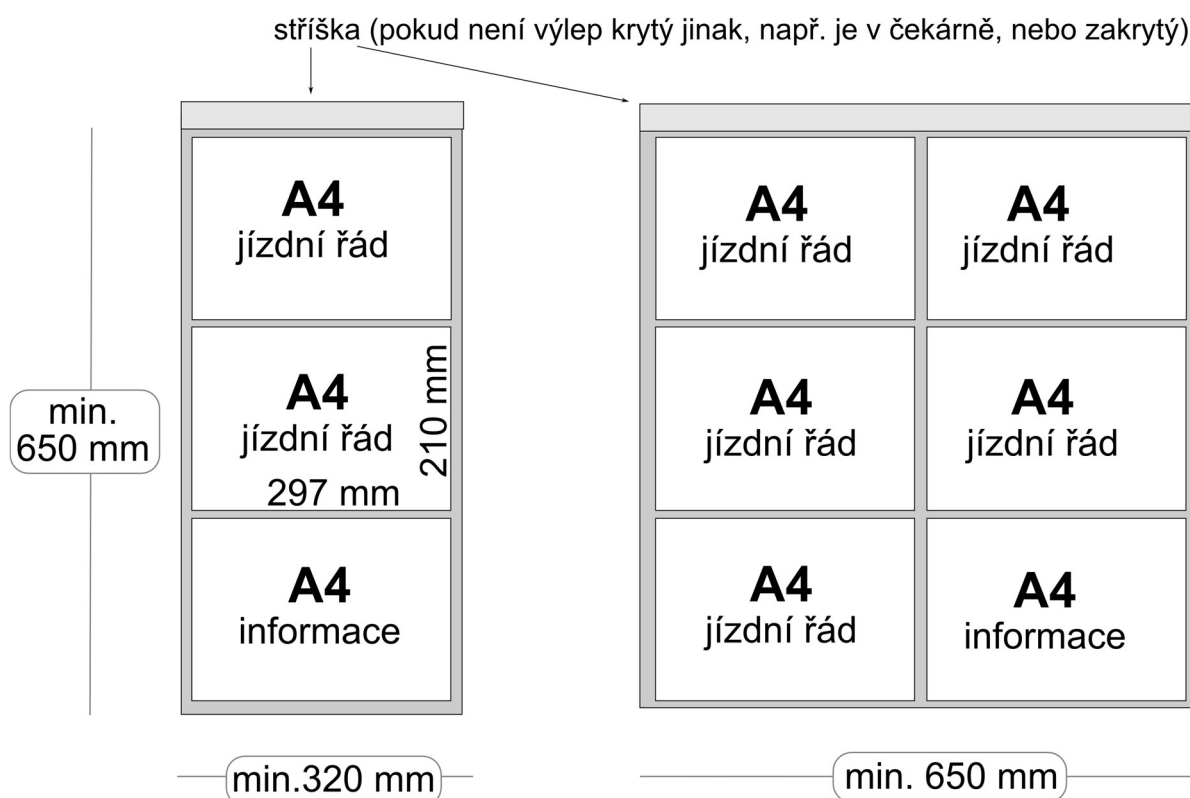 stříška (pokud není výlep krytý jinak, např. je v čekárně, nebo zakrytý)
min.
650 mm
A4
jízdní řád
A4
jízdní řád
297 mm
210 mm
A4
informace
min.320 mm
A4
jízdní řád
A4
jízdní řád
A4
jízdní řád
A4
jízdní řád
A4
jízdní řád
A4
informace
min. 650 mm